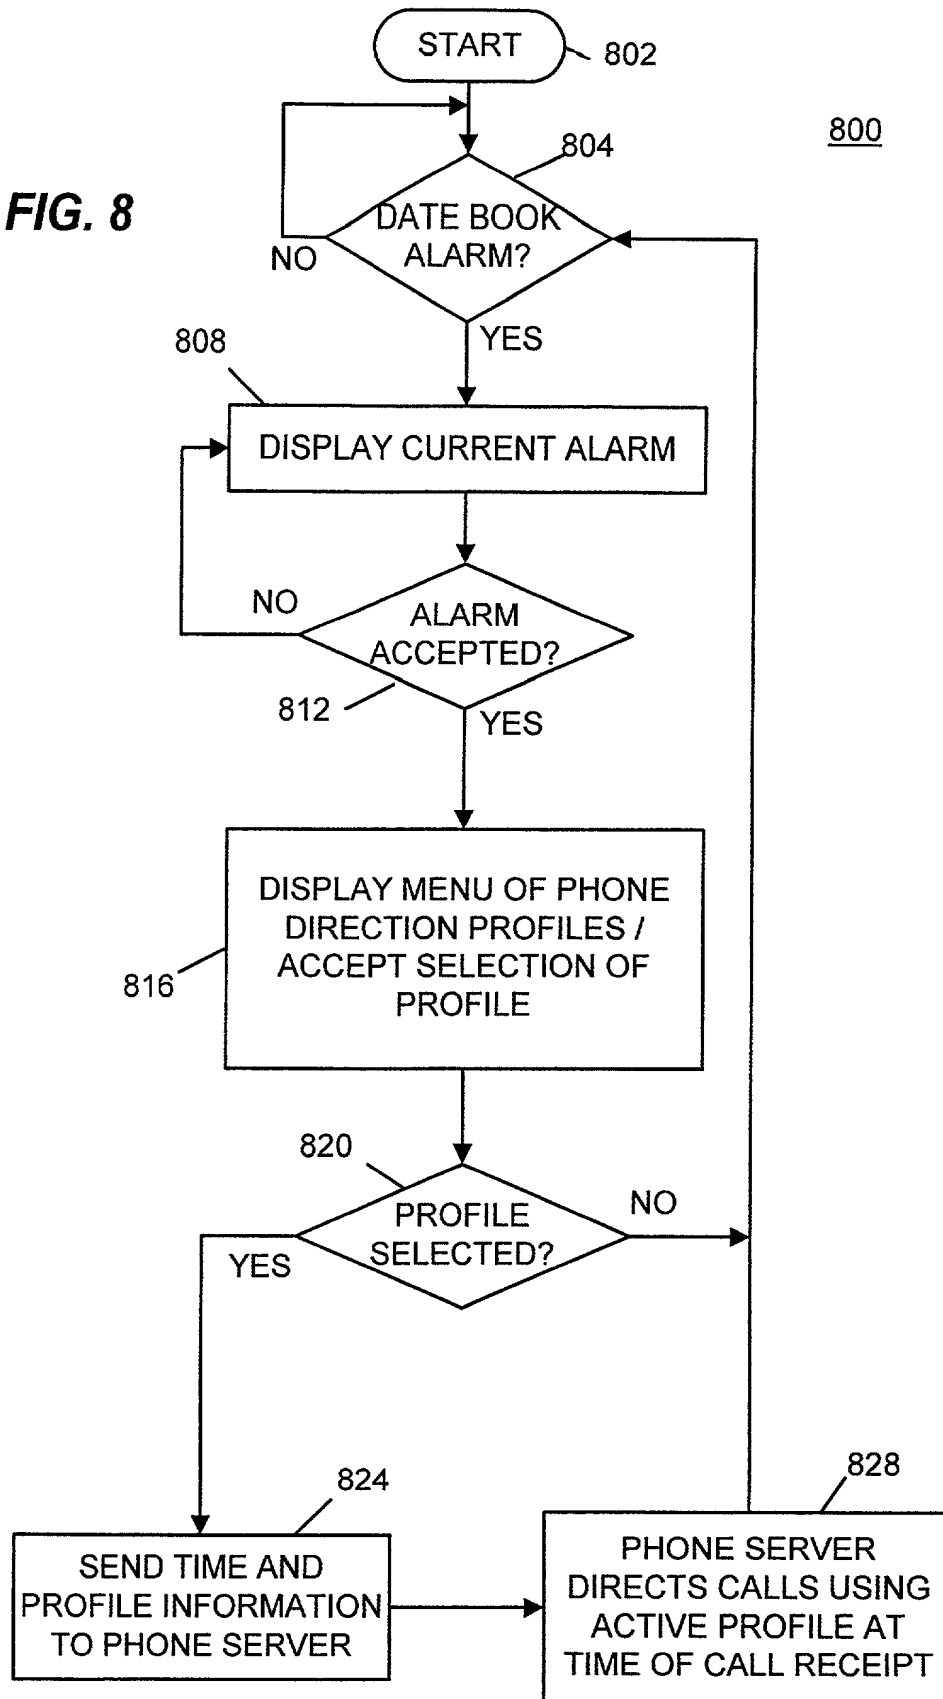 START
802
800
804
FIG. 8
DATE BOOK
ALARM?
NO
YES
808
DISPLAY CURRENT ALARM
NO
ALARM
ACCEPTED?
812
YES
DISPLAY MENU OF PHONE
DIRECTION PROFILES /
ACCEPT SELECTION OF
PROFILE
816
820
PROFILE
SELECTED?
NO
YES
824
828
SEND TIME AND
PROFILE INFORMATION
TO PHONE SERVER
PHONE SERVER
DIRECTS CALLS USING
ACTIVE PROFILE AT
TIME OF CALL RECEIPT